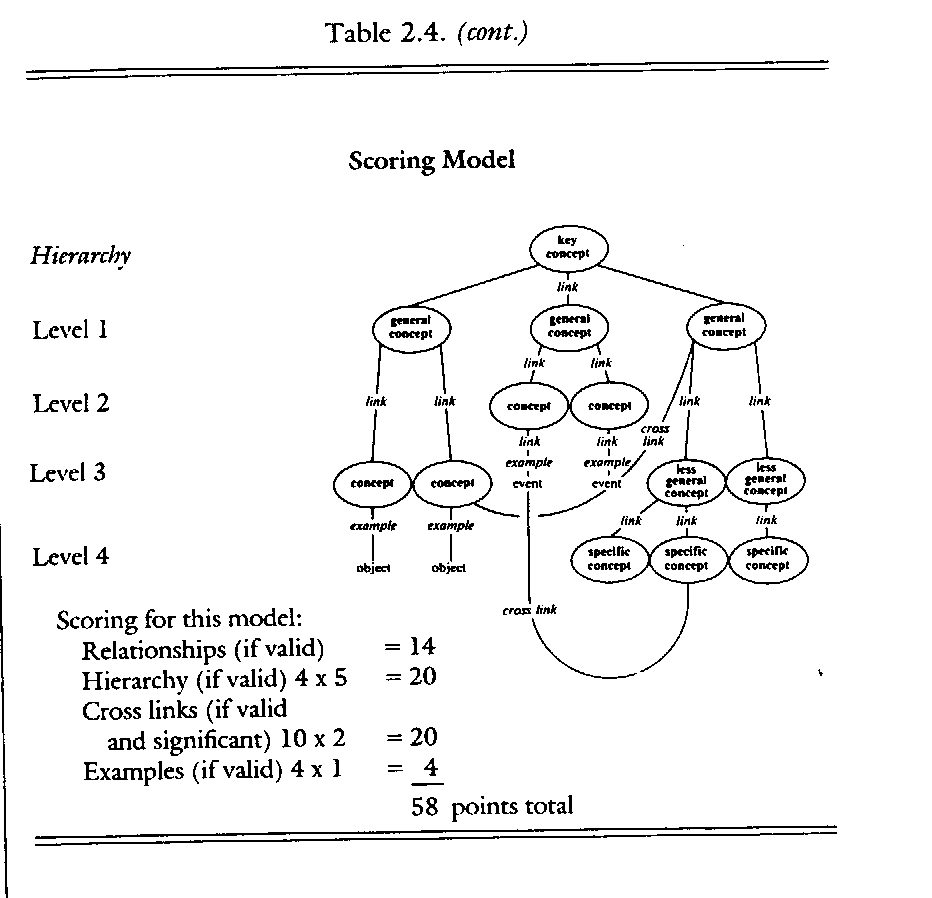 Table 2.4. (cont.)
Scoring Model
Hierarchy
key
concept
link
Level 1
general
concept
general
concept
general
concept
link
link
Level 2
link
link
concept
concept
link
link
cross
link
link
link
Level 3
example
example
event
event
concept
concept
less
general
concept
less
general
concept
example
example
link
link
link
Level 4
object
object
specific
concept
specific
concept
specific
concept
cross link
Scoring for this model:
Relationships (if valid) = 14
Hierarchy (if valid) 4 x 5 = 20
Cross links (if valid
and significant) 10 x 2 = 20
Examples (if valid) 4 x 1 = 4
58 points total